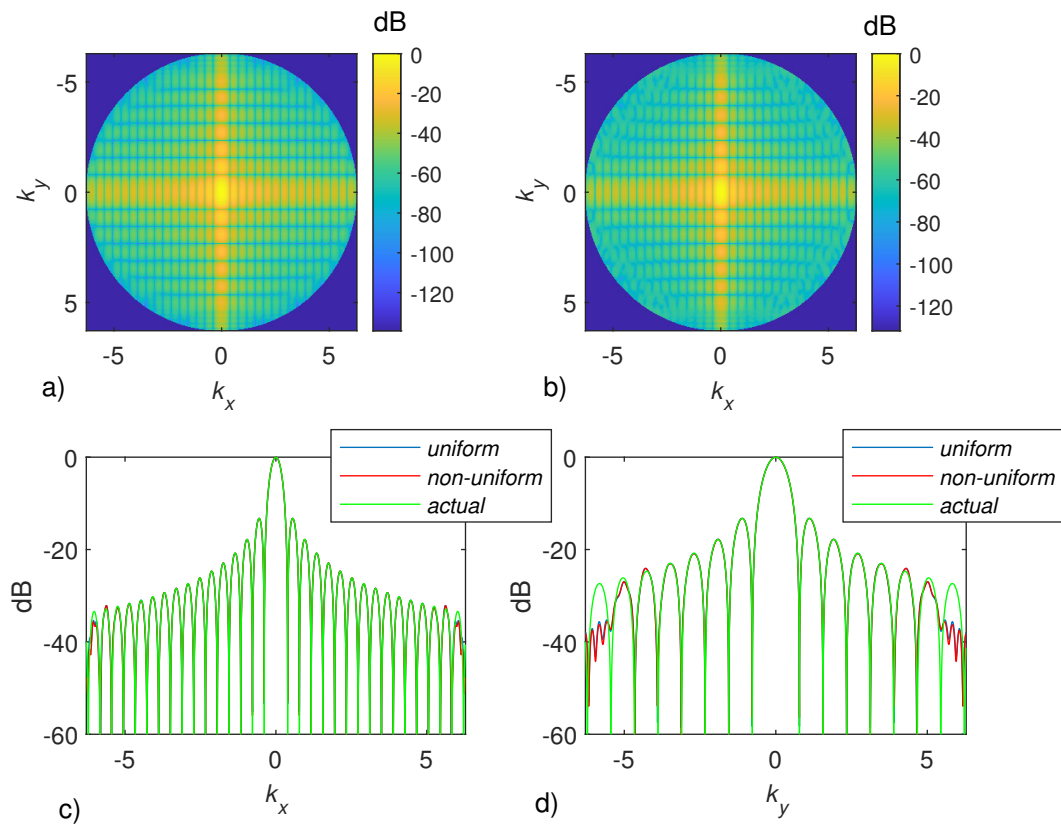 dB
0
-20
-40
-60
-80
-100
-120
-5
0
5
k_y
-5 0 5
k_x
a)
dB
0
-20
-40
-60
-80
-100
-120
-5
0
5
k_y
-5 0 5
k_x
b)
uniform
non-uniform
actual
0
-20
-40
-60
dB
-5 0 5
k_x
c)
uniform
non-uniform
actual
0
-20
-40
-60
dB
-5 0 5
k_y
d)